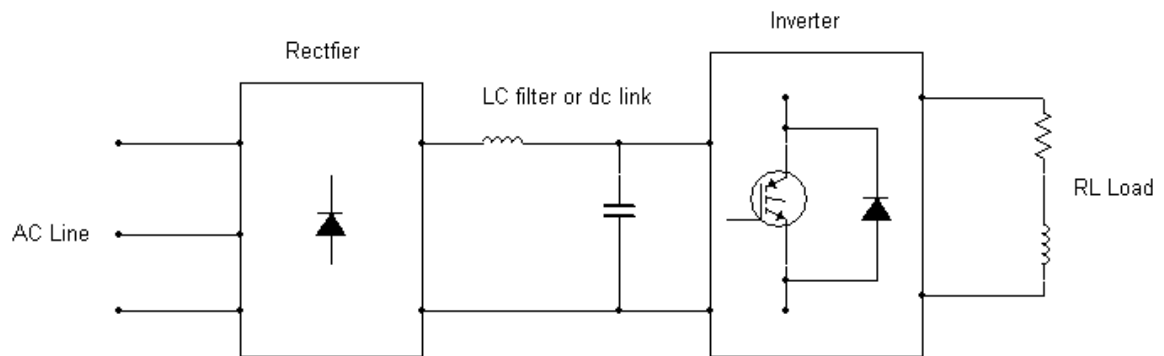 Inverter
Rectfier
LC filter or dc link
RL Load
AC Line